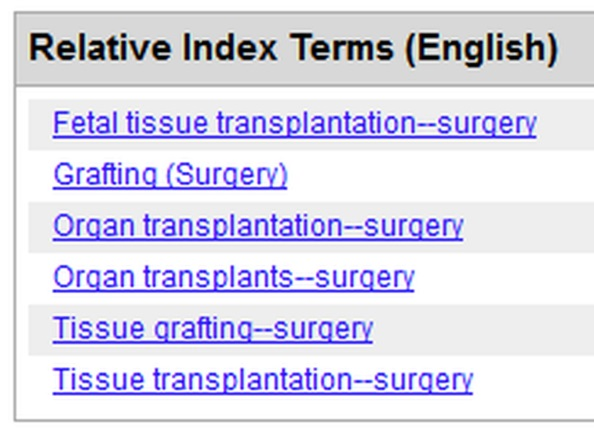 Relative Index Terms (English)
Fetal tissue transplantation--surgery
Grafting (Surgery)
Organ transplantation--surgery
Organ transplants--surgery
Tissue grafting--surgery
Tissue transplantation--surgery